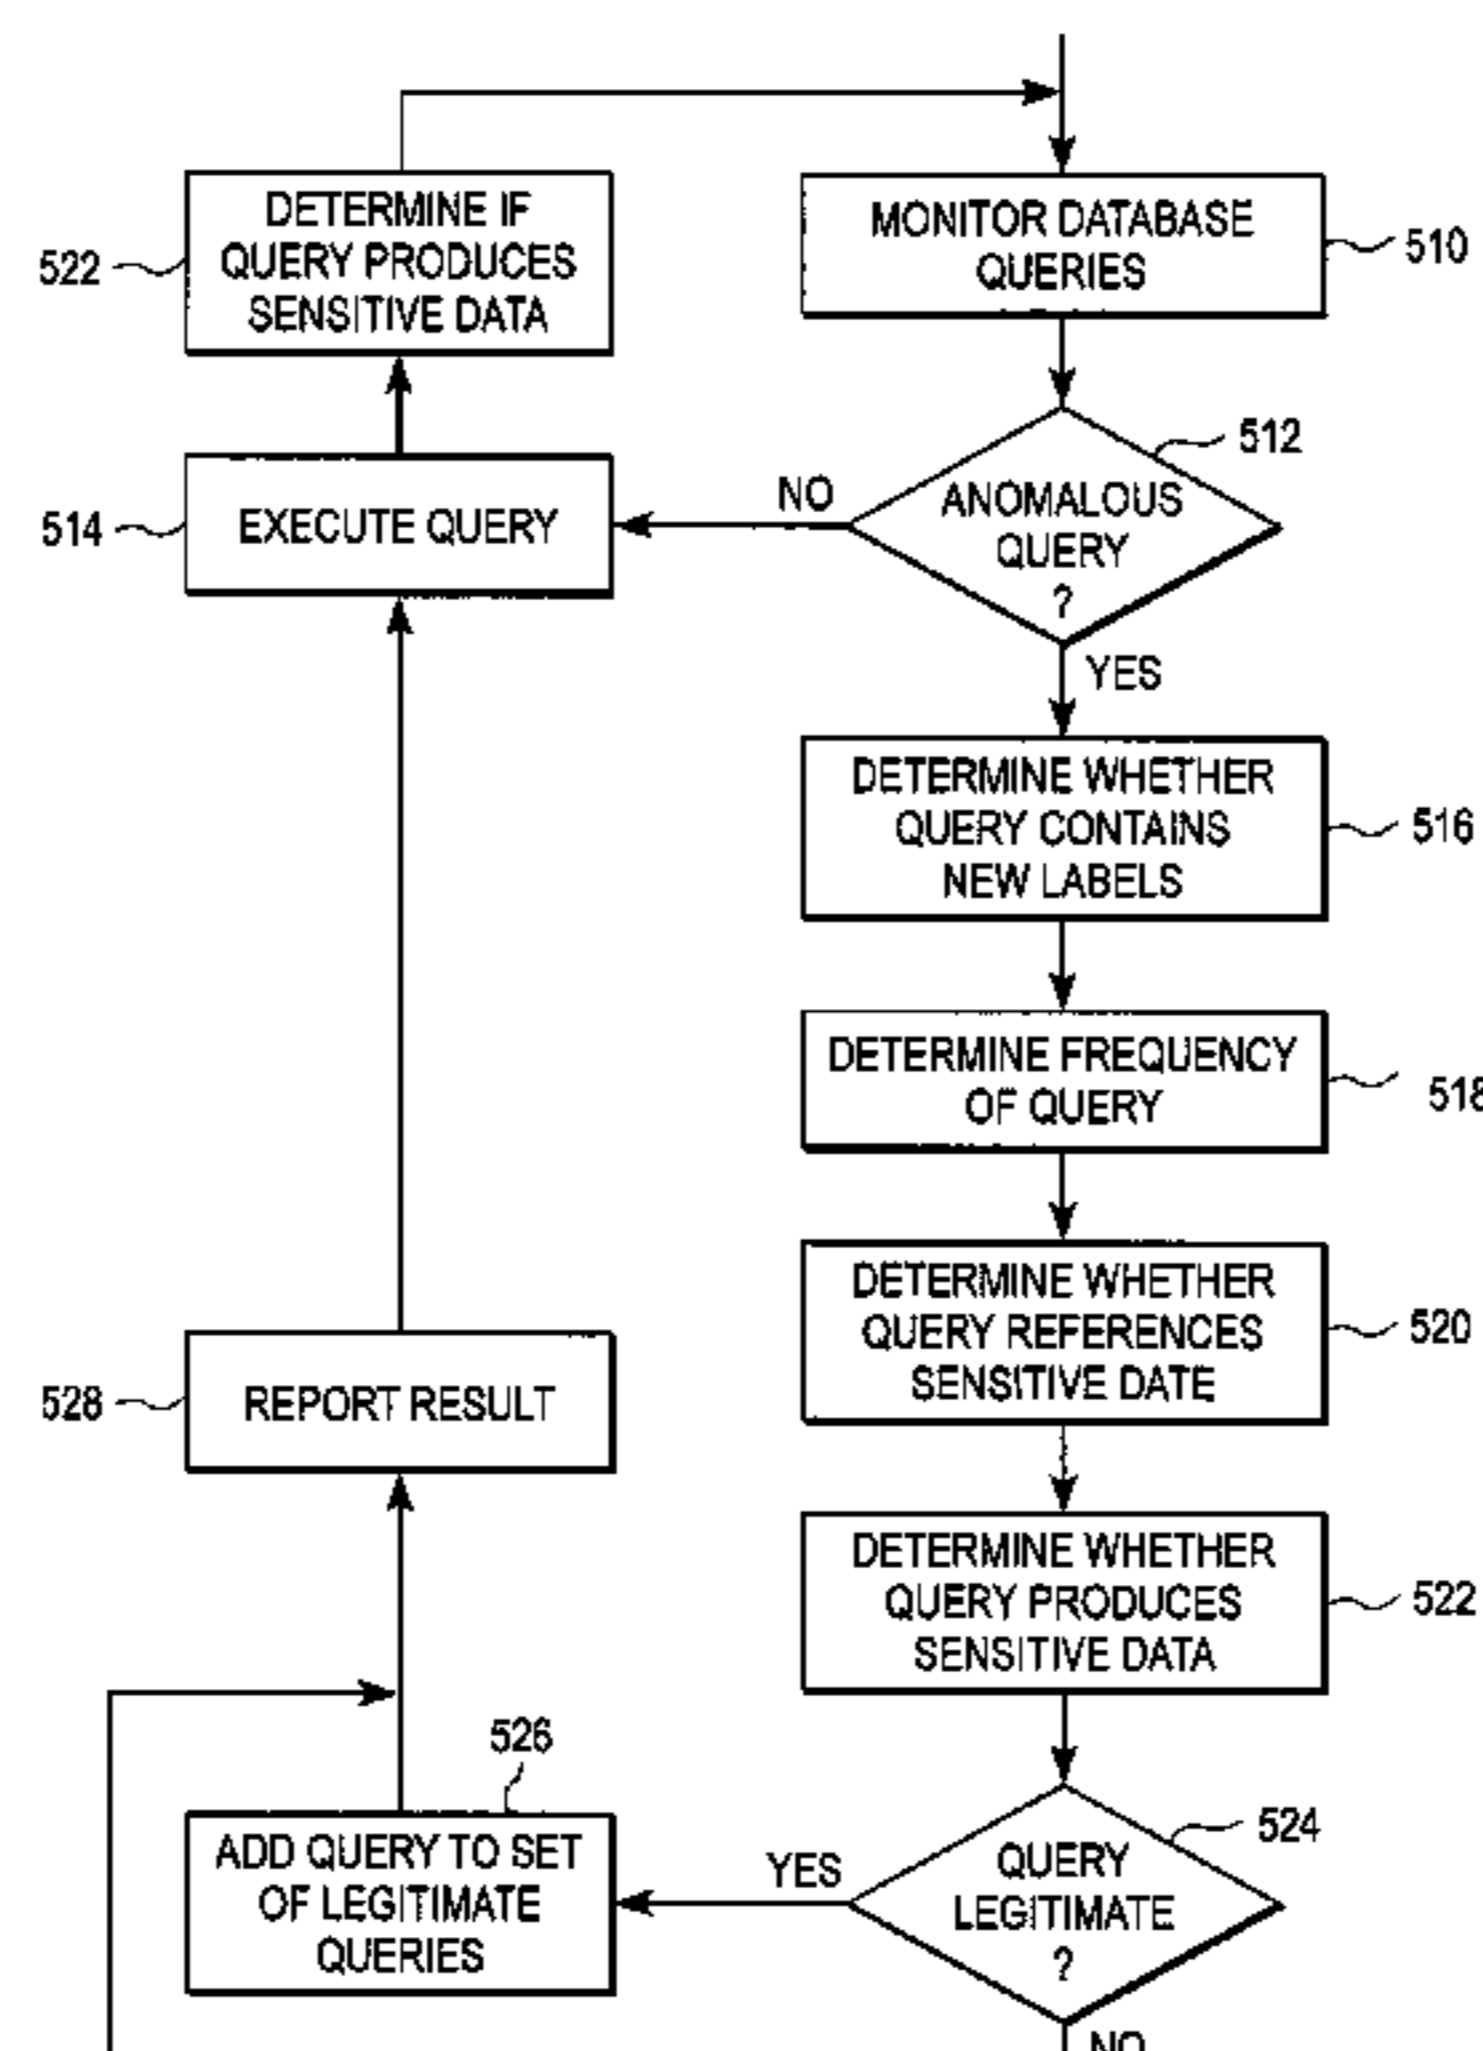 DETERMINE IF
QUERY PRODUCES
SENSITIVE DATA
522
MONITOR DATABASE
QUERIES
510
512
ANOMALOUS
QUERY
?
NO
YES
514
EXECUTE QUERY
DETERMINE WHETHER
QUERY CONTAINS
NEW LABELS
516
DETERMINE FREQUENCY
OF QUERY
518
DETERMINE WHETHER
QUERY REFERENCES
SENSITIVE DATE
520
528
REPORT RESULT
DETERMINE WHETHER
QUERY PRODUCES
SENSITIVE DATA
522
526
ADD QUERY TO SET
OF LEGITIMATE
QUERIES
YES
524
QUERY
LEGITIMATE
?
NO